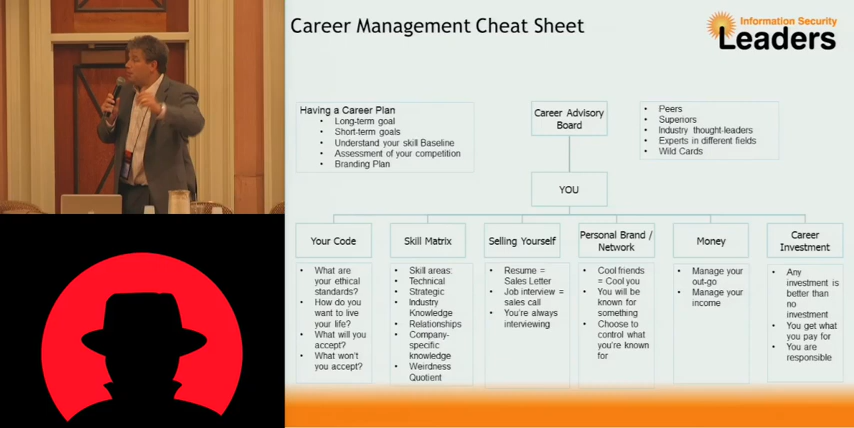 Career Management Cheat Sheet
Information Security
Leaders
Having a Career Plan
• Long-term goal
• Short-term goals
• Understand your skill Baseline
• Assessment of your competition
• Branding Plan
Career Advisory
Board
• Peers
• Superiors
• Industry thought-leaders
• Experts in different fields
• Wild Cards
YOU
Your Code
• What are
your ethical
standards?
• How do you
want to live
your life?
• What will you
accept?
• What won't
you accept?
Skill Matrix
• Skill areas:
• Technical
• Strategic
• Industry
Knowledge
• Relationships
• Company-
specific
knowledge
• Weirdness
Quotient
Selling Yourself
• Resume =
Sales Letter
• Job interview =
sales call
• You're always
interviewing
Personal Brand /
Network
• Cool friends
= Cool you
• You will be
known for
something
• Choose to
control what
you're known
for
Money
• Manage your
out-go
• Manage your
income
Career
Investment
• Any
investment is
better than
no
investment
• You get what
you pay for
• You are
responsible